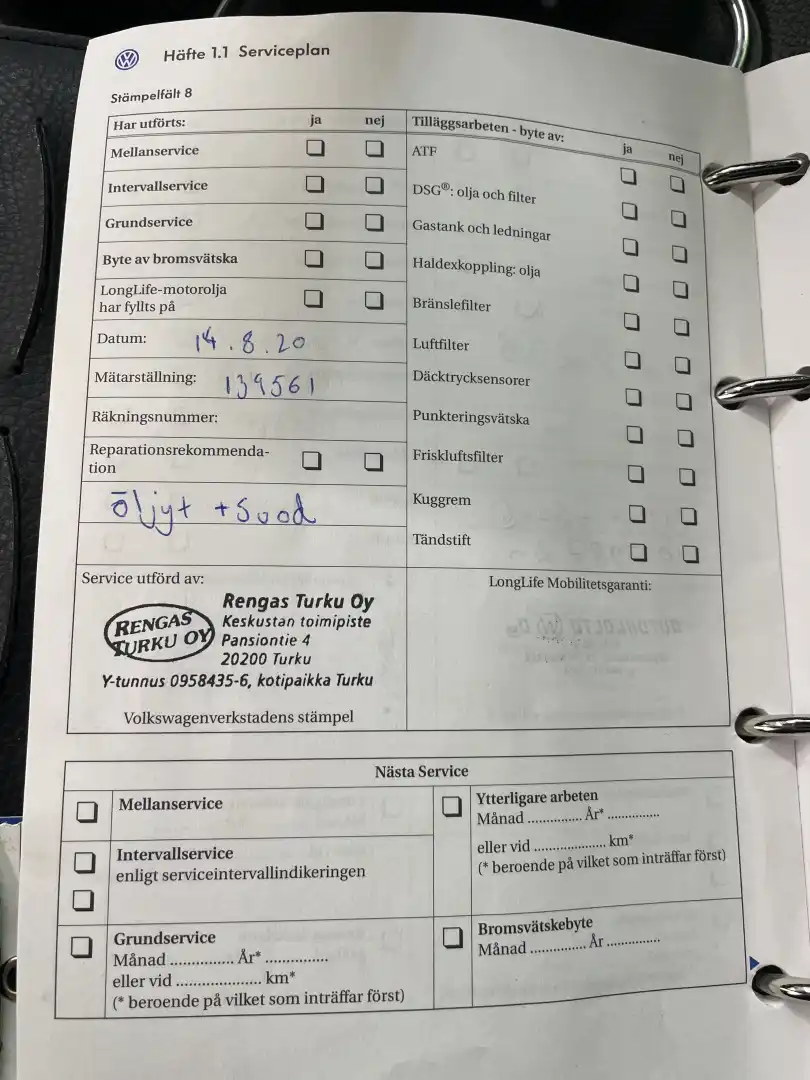 Häfte 1.1 Serviceplan
Stämpelfält 8
Har utförts: ja nej
Mellanservice
Intervallservice
Grundservice
Byte av bromsvätska
LongLife-motorolja
har fyllts på
Datum: 14.8.20
Mätarställning: 139561
Räkningsnummer:
Reparationsrekommenda-
tion
öljyt + suod
Tilläggsarbeten - byte av: ja nej
ATF
DSG®: olja och filter
Gastank och ledningar
Haldexkoppling: olja
Bränslefilter
Luftfilter
Däcktrycksensorer
Punkteringsvätska
Friskluftsfilter
Kuggrem
Tändstift
Service utförd av:
RENGAS
TURKU OY
Rengas Turku Oy
Keskustan toimipiste
Pansiontie 4
20200 Turku
Y-tunnus 0958435-6, kotipaikka Turku
Volkswagenverkstadens stämpel
LongLife Mobilitetsgaranti:
Nästa Service
Mellanservice
Intervallservice
enligt serviceintervallindikeringen
Grundservice
Månad .............. År* ..............
eller vid ................... km*
(* beroende på vilket som inträffar först)
Ytterligare arbeten
Månad ............. År* .............
eller vid .................. km*
(* beroende på vilket som inträffar först)
Bromsvätskebyte
Månad ............. År .............